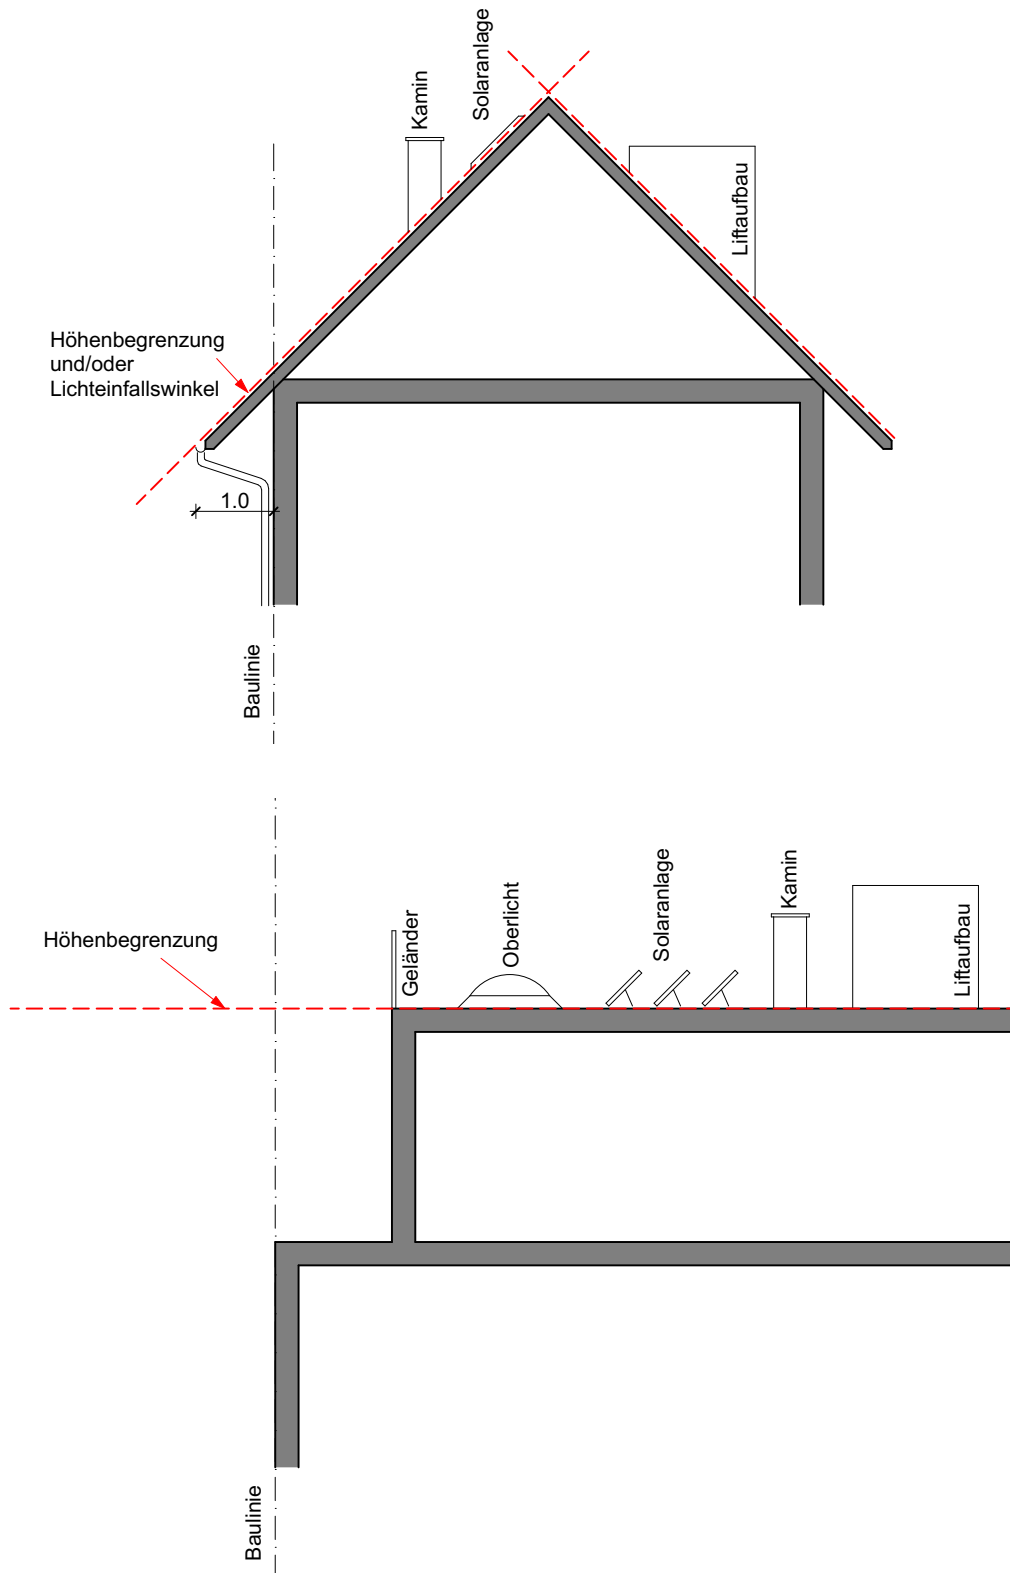 Solaranlage
Kamin
Liftaufbau
Höhenbegrenzung
und/oder
Lichteinfallswinkel
1.0
Baulinie
Geländer
Oberlicht
Solaranlage
Kamin
Liftaufbau
Höhenbegrenzung
Baulinie